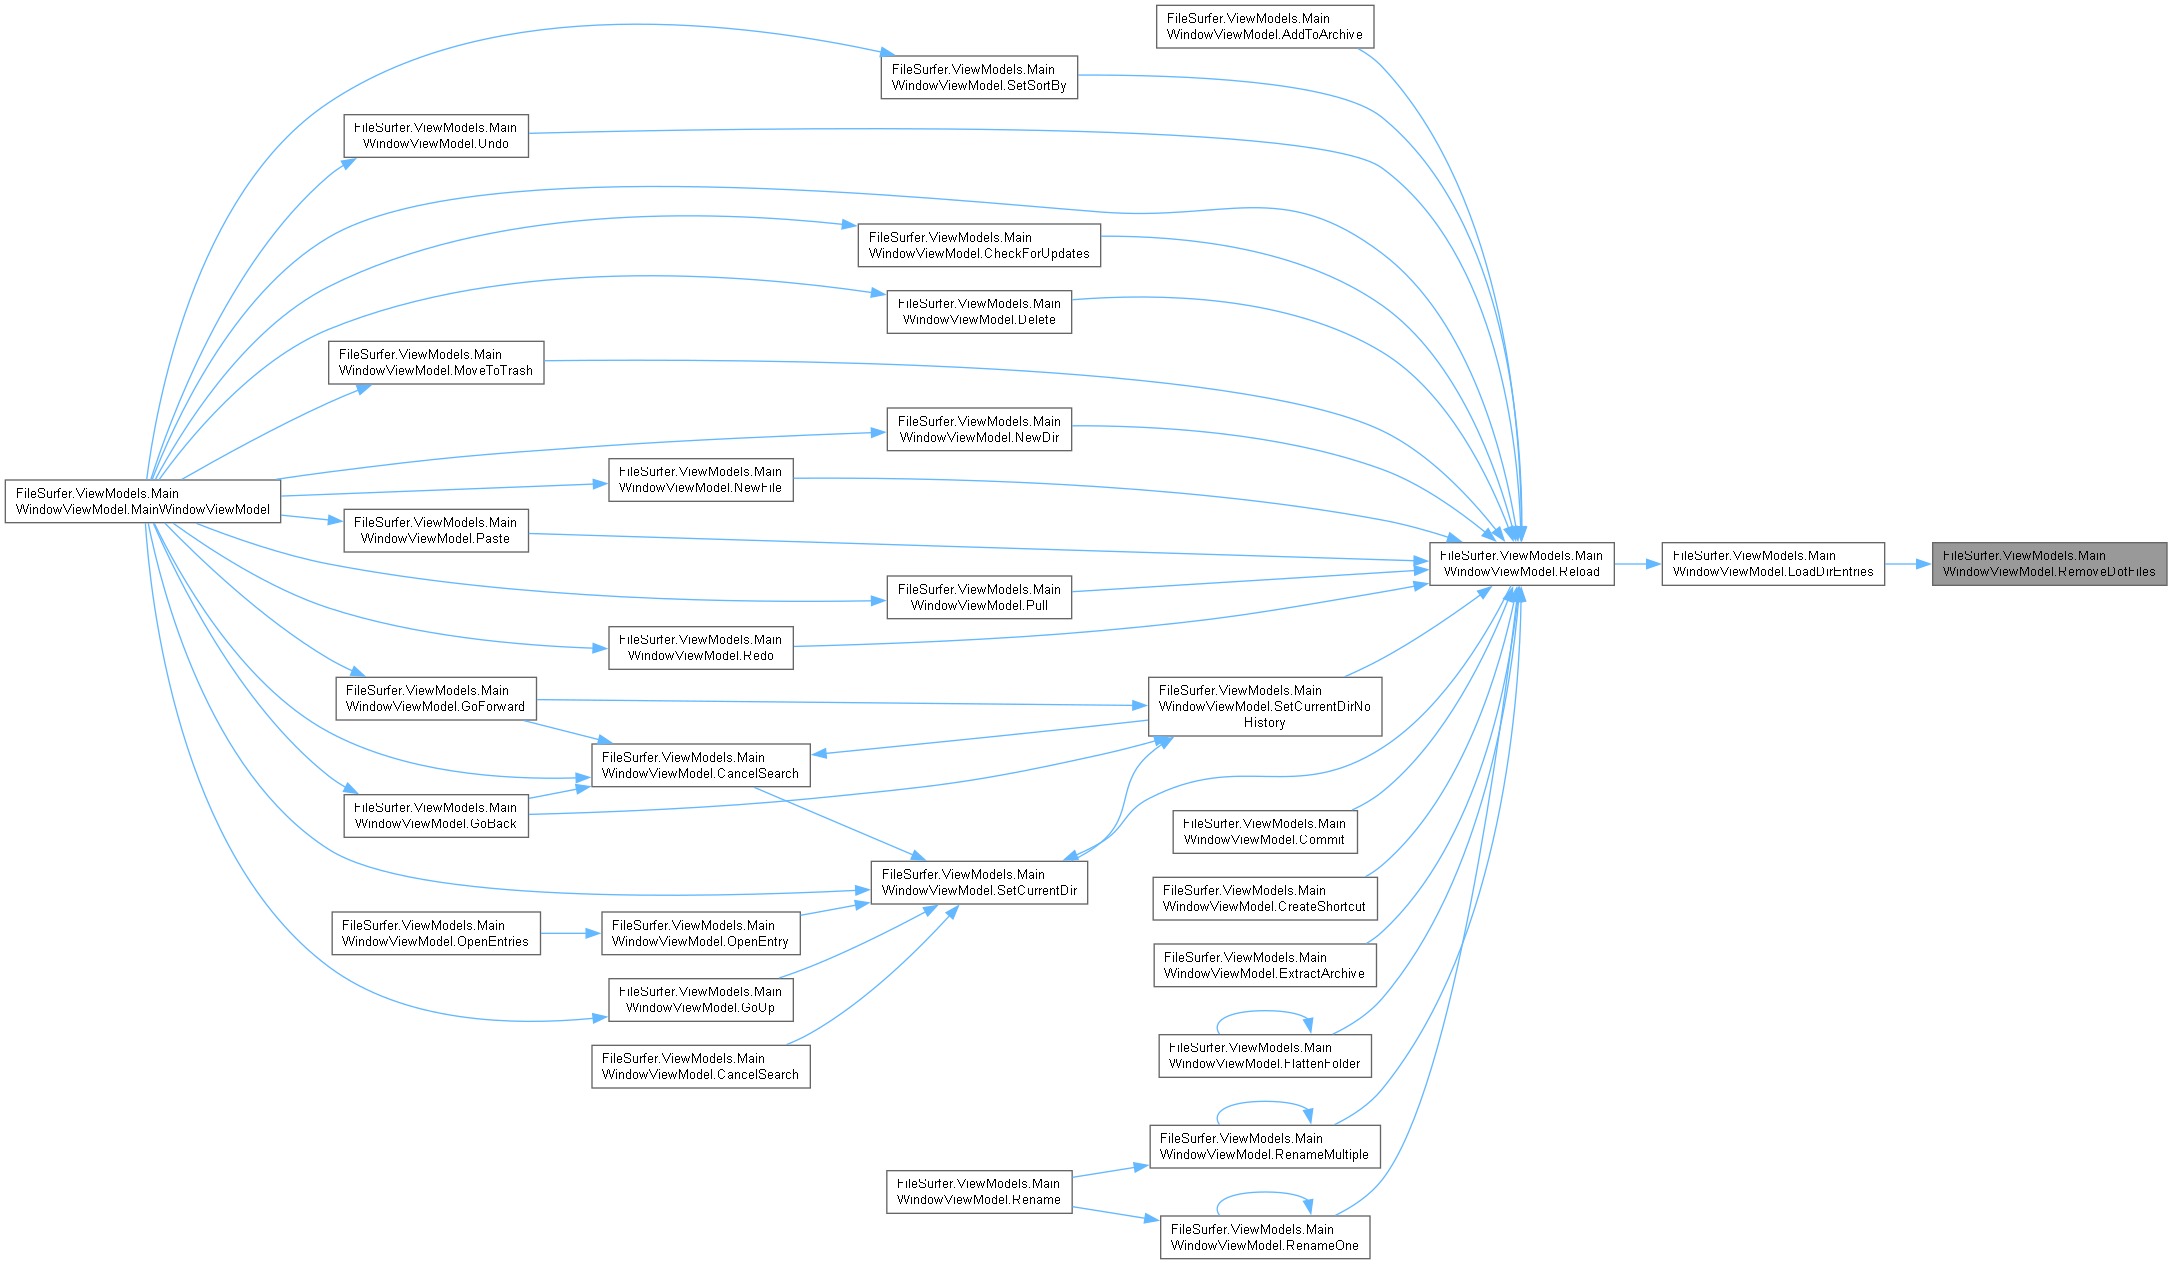 FileSurfer.ViewModels.Main
WindowViewModel.AddToArchive
FileSurfer.ViewModels.Main
WindowViewModel.SetSortBy
FileSurfer.ViewModels.Main
WindowViewModel.Undo
FileSurfer.ViewModels.Main
WindowViewModel.CheckForUpdates
FileSurfer.ViewModels.Main
WindowViewModel.Delete
FileSurfer.ViewModels.Main
WindowViewModel.MoveToTrash
FileSurfer.ViewModels.Main
WindowViewModel.NewDir
FileSurfer.ViewModels.Main
WindowViewModel.NewFile
FileSurfer.ViewModels.Main
WindowViewModel.MainWindowViewModel
FileSurfer.ViewModels.Main
WindowViewModel.Paste
FileSurfer.ViewModels.Main
WindowViewModel.Reload
FileSurfer.ViewModels.Main
WindowViewModel.LoadDirEntries
FileSurfer.ViewModels.Main
WindowViewModel.RemoveDotFiles
FileSurfer.ViewModels.Main
WindowViewModel.Pull
FileSurfer.ViewModels.Main
WindowViewModel.Redo
FileSurfer.ViewModels.Main
WindowViewModel.GoForward
FileSurfer.ViewModels.Main
WindowViewModel.SetCurrentDirNo
History
FileSurfer.ViewModels.Main
WindowViewModel.CancelSearch
FileSurfer.ViewModels.Main
WindowViewModel.GoBack
FileSurfer.ViewModels.Main
WindowViewModel.Commit
FileSurfer.ViewModels.Main
WindowViewModel.SetCurrentDir
FileSurfer.ViewModels.Main
WindowViewModel.CreateShortcut
FileSurfer.ViewModels.Main
WindowViewModel.OpenEntries
FileSurfer.ViewModels.Main
WindowViewModel.OpenEntry
FileSurfer.ViewModels.Main
WindowViewModel.ExtractArchive
FileSurfer.ViewModels.Main
WindowViewModel.GoUp
FileSurfer.ViewModels.Main
WindowViewModel.FlattenFolder
FileSurfer.ViewModels.Main
WindowViewModel.CancelSearch
FileSurfer.ViewModels.Main
WindowViewModel.RenameMultiple
FileSurfer.ViewModels.Main
WindowViewModel.Rename
FileSurfer.ViewModels.Main
WindowViewModel.RenameOne